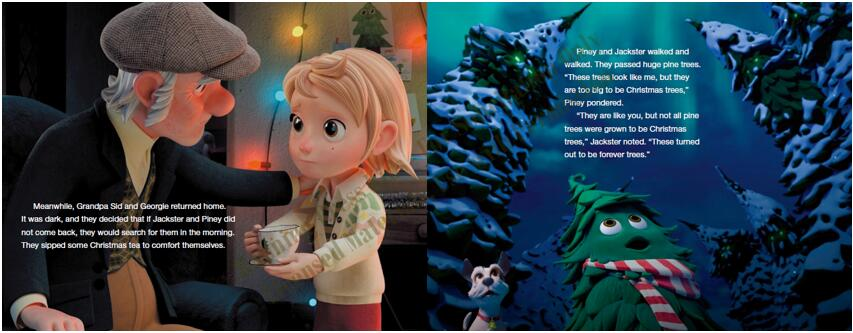 Meanwhile, Grandpa Sid and Georgie returned home.
It was dark, and they decided that if Jackster and Piney did
not come back, they would search for them in the morning.
They sipped some Christmas tea to comfort themselves.
Piney and Jackster walked and
walked. They passed huge pine trees.
“These trees look like me, but they
are too big to be Christmas trees,”
Piney pondered.
“They are like you, but not all pine
trees were grown to be Christmas
trees,” Jackster noted. “These turned
out to be forever trees.”